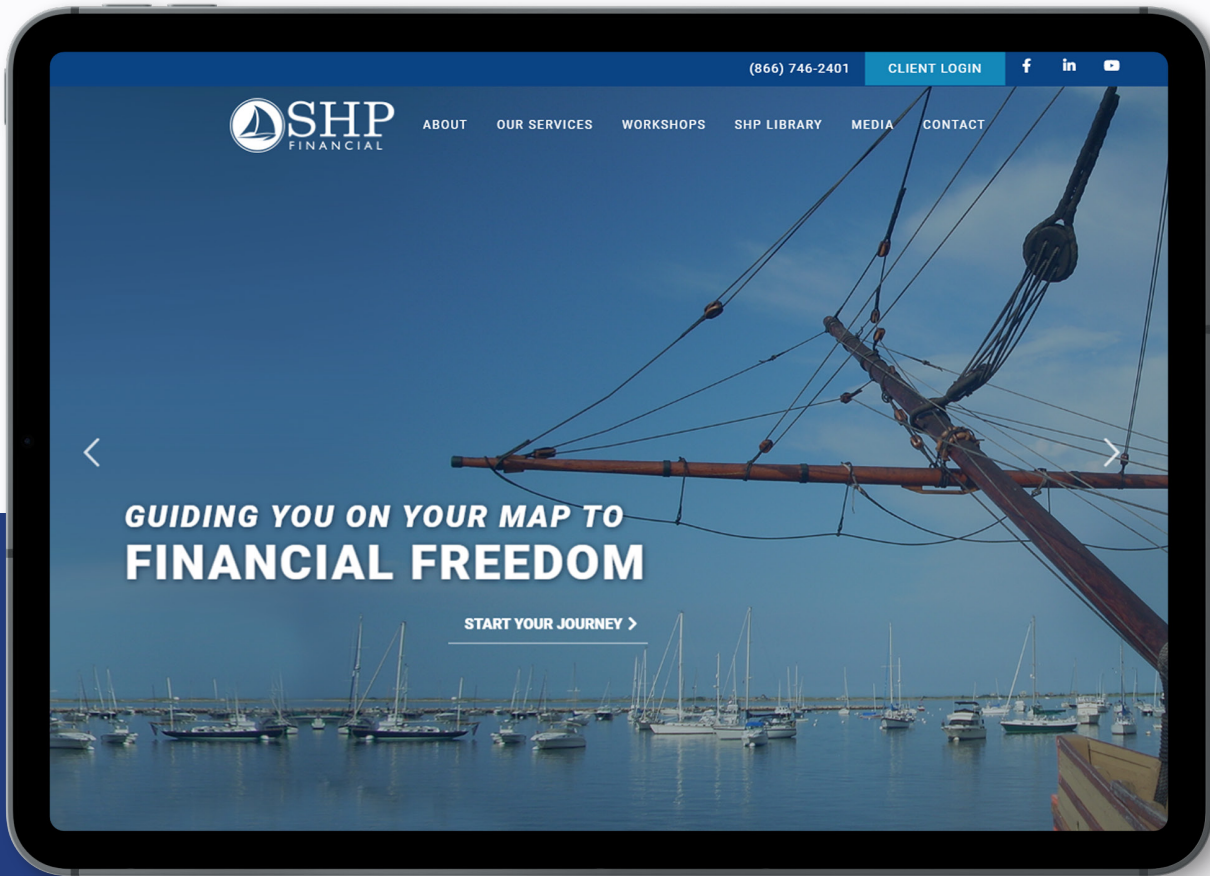 (866) 746-2401 CLIENT LOGIN
SHP
FINANCIAL
ABOUT OUR SERVICES WORKSHOPS SHP LIBRARY MEDIA CONTACT
GUIDING YOU ON YOUR MAP TO
FINANCIAL FREEDOM
START YOUR JOURNEY